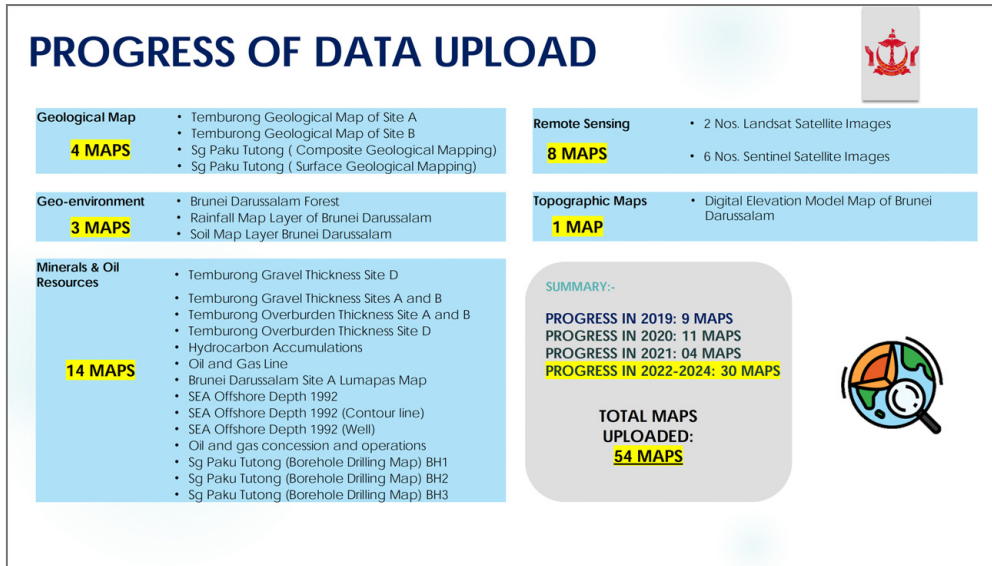 PROGRESS OF DATA UPLOAD
Geological Map
4 MAPS
• Temburong Geological Map of Site A
• Temburong Geological Map of Site B
• Sg Paku Tutong ( Composite Geological Mapping)
• Sg Paku Tutong ( Surface Geological Mapping)
Geo-environment
3 MAPS
• Brunei Darussalam Forest
• Rainfall Map Layer of Brunei Darussalam
• Soil Map Layer Brunei Darussalam
Minerals & Oil
Resources
14 MAPS
• Temburong Gravel Thickness Site D
• Temburong Gravel Thickness Sites A and B
• Temburong Overburden Thickness Site A and B
• Temburong Overburden Thickness Site D
• Hydrocarbon Accumulations
• Oil and Gas Line
• Brunei Darussalam Site A Lumapas Map
• SEA Offshore Depth 1992
• SEA Offshore Depth 1992 (Contour line)
• SEA Offshore Depth 1992 (Well)
• Oil and gas concession and operations
• Sg Paku Tutong (Borehole Drilling Map) BH1
• Sg Paku Tutong (Borehole Drilling Map) BH2
• Sg Paku Tutong (Borehole Drilling Map) BH3
Remote Sensing
8 MAPS
• 2 Nos. Landsat Satellite Images
• 6 Nos. Sentinel Satellite Images
Topographic Maps
1 MAP
• Digital Elevation Model Map of Brunei
Darussalam
SUMMARY:-
PROGRESS IN 2019: 9 MAPS
PROGRESS IN 2020: 11 MAPS
PROGRESS IN 2021: 04 MAPS
PROGRESS IN 2022-2024: 30 MAPS
TOTAL MAPS
UPLOADED:
54 MAPS